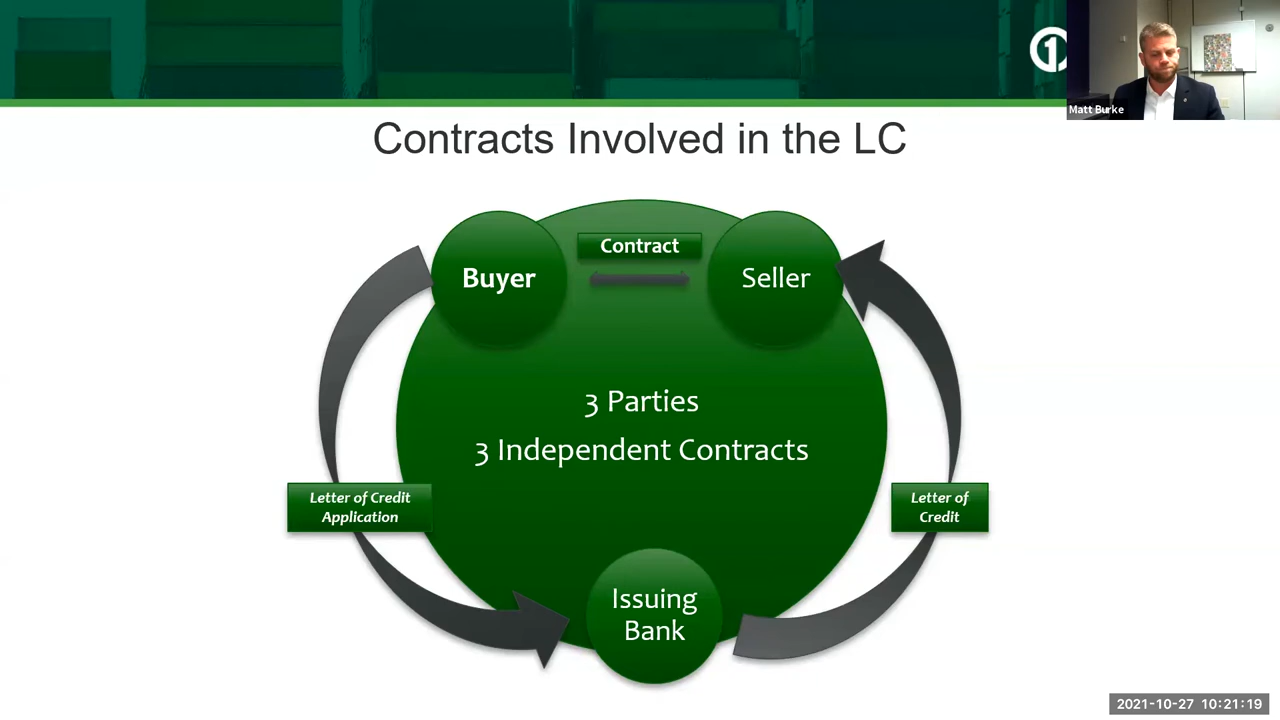 1
Matt Burke
Contracts Involved in the LC
Contract
Buyer
Seller
3 Parties
3 Independent Contracts
Letter of Credit
Application
Letter of
Credit
Issuing
Bank
2021-10-27 10:21:19